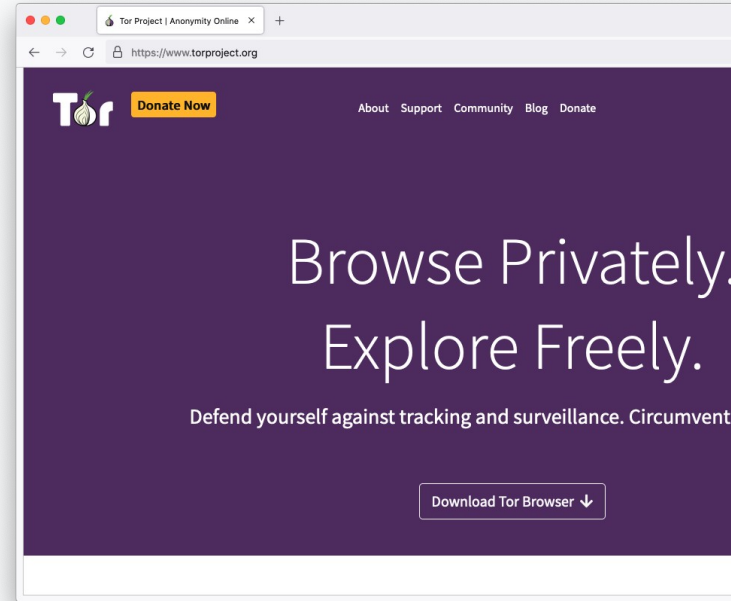 Tor Project | Anonymity Online
https://www.torproject.org
Tor
Donate Now
About Support Community Blog Donate
Browse Privately.
Explore Freely.
Defend yourself against tracking and surveillance. Circumvent
Download Tor Browser